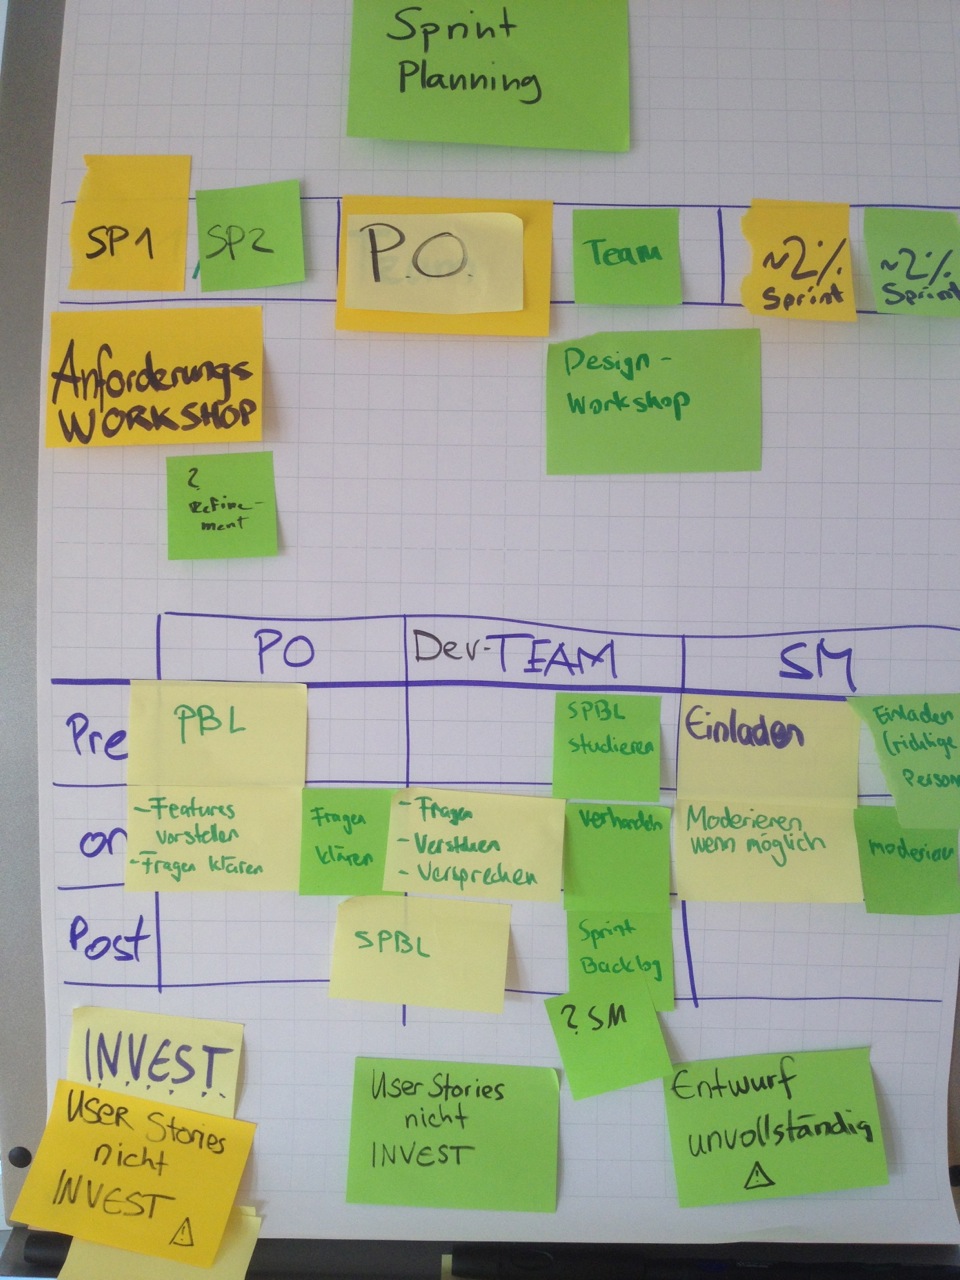 Sprint
Planning
SP1
SP2
P.O.
Team
~2%
Sprint
~2%
Sprint
Anforderungs
WORKSHOP
Design-
Workshop
?
Refine-
ment
PO
Dev-TEAM
SM
Pre
PBL
SPBL
studieren
Einladen
Einladen
(richtige
Person
on
- Features
vorstellen
- Fragen klären
Fragen
klären
- Fragen
- Verstehen
- Versprechen
verhandeln
Moderieren
wenn möglich
moderieren
Post
SPBL
Sprint
Backlog
? SM
I.N.V.E.S.T.
USER Stories
nicht
INVEST
User Stories
nicht
INVEST
Entwurf
unvollständig